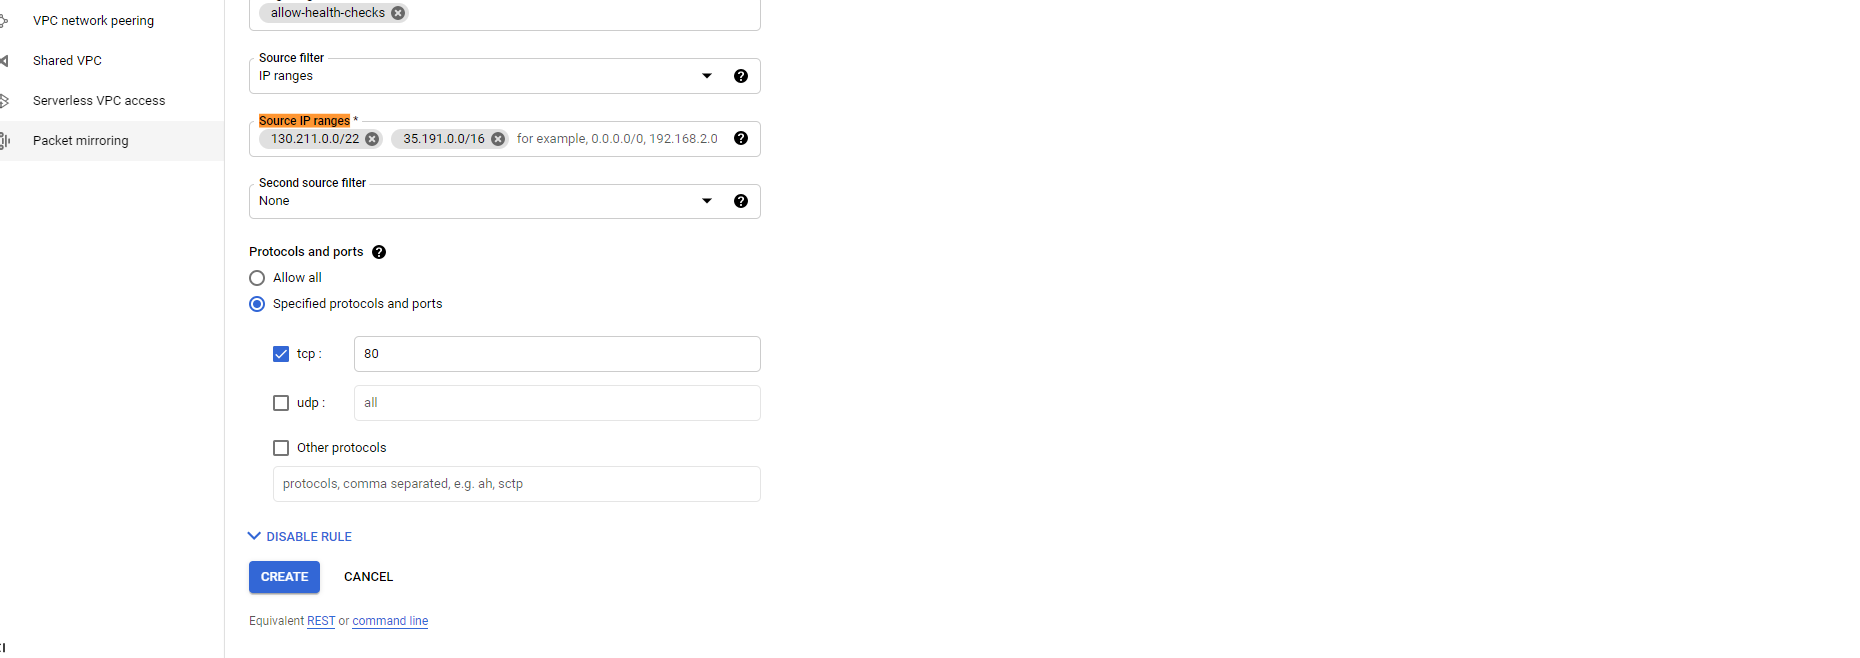 VPC network peering
Shared VPC
Serverless VPC access
Packet mirroring
allow-health-checks
Source filter
IP ranges
Source IP ranges *
130.211.0.0/22 35.191.0.0/16 for example, 0.0.0.0/0, 192.168.2.0
Second source filter
None
Protocols and ports
Allow all
Specified protocols and ports
tcp : 80
udp : all
Other protocols
protocols, comma separated, e.g. ah, sctp
DISABLE RULE
CREATE CANCEL
Equivalent REST or command line